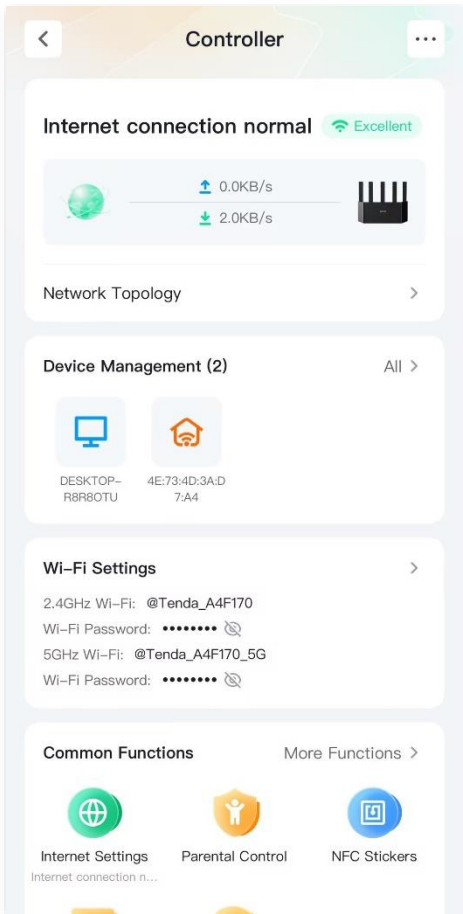 Controller
Internet connection normal
Excellent
0.0KB/s
2.0KB/s
Network Topology
Device Management (2)
All
DESKTOP-
R8R8OTU
4E:73:4D:3A:D
7:A4
Wi-Fi Settings
2.4GHz Wi-Fi: @Tenda_A4F170
Wi-Fi Password: ••••••••
5GHz Wi-Fi: @Tenda_A4F170_5G
Wi-Fi Password: ••••••••
Common Functions
More Functions
Internet Settings
Internet connection n...
Parental Control
NFC Stickers